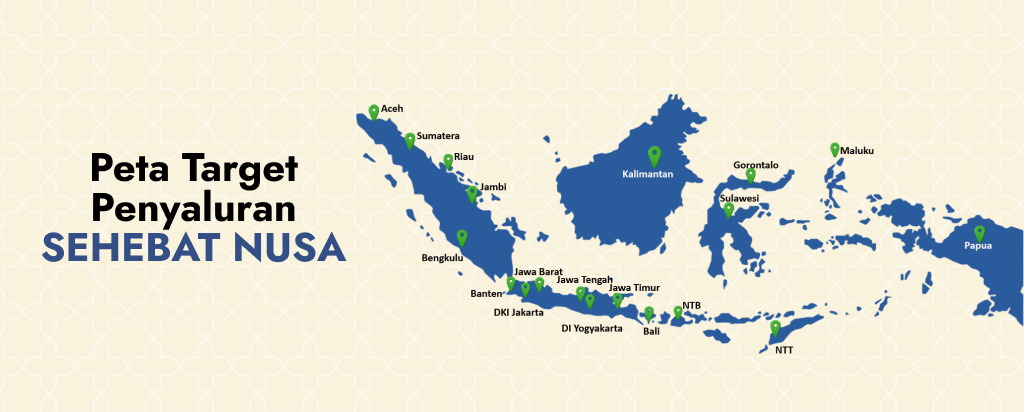 Peta Target
Penyaluran
SEHEBAT NUSA
Aceh
Sumatera
Riau
Jambi
Bengkulu
Banten
Jawa Barat
DKI Jakarta
Jawa Tengah
DI Yogyakarta
Jawa Timur
Bali
NTB
NTT
Kalimantan
Gorontalo
Sulawesi
Maluku
Papua